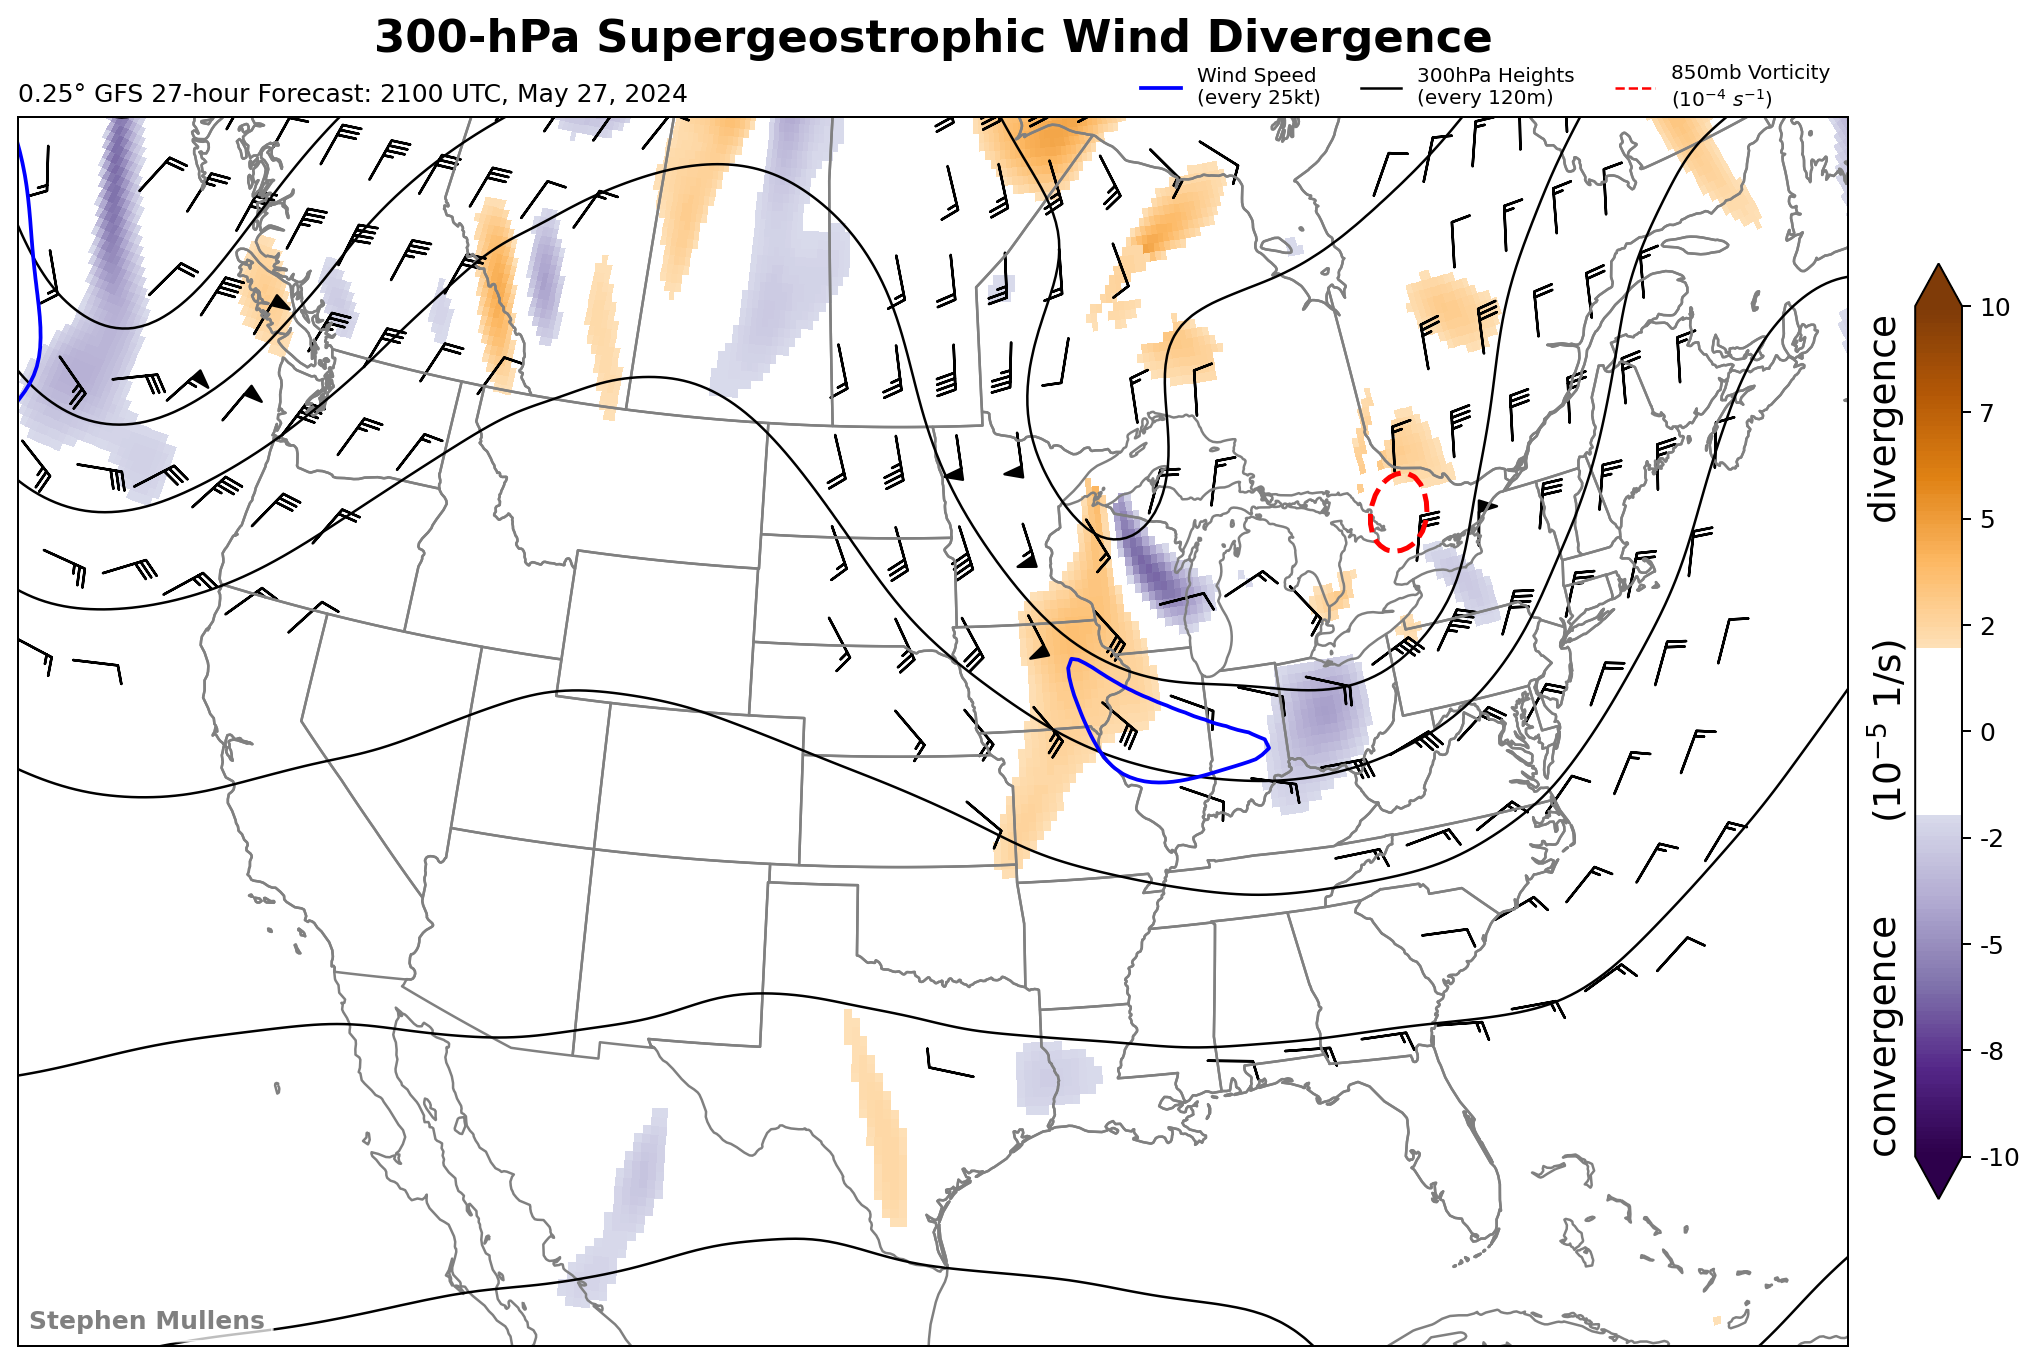 300-hPa Supergeostrophic Wind Divergence
0.25° GFS 27-hour Forecast: 2100 UTC, May 27, 2024
Wind Speed
(every 25kt)
300hPa Heights
(every 120m)
850mb Vorticity
(10⁻⁴ s⁻¹)
10
7
5
2
0
-2
-5
-8
-10
convergence (10⁻⁵ 1/s) divergence
Stephen Mullens